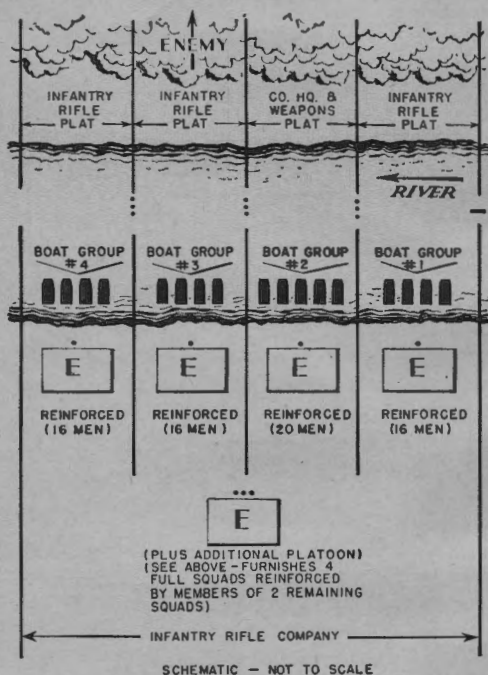 ENEMY
INFANTRY RIFLE PLAT
INFANTRY RIFLE PLAT
CO. HQ. & WEAPONS PLAT
INFANTRY RIFLE PLAT
RIVER
BOAT GROUP #4
BOAT GROUP #3
BOAT GROUP #2
BOAT GROUP #1
E
E
E
E
REINFORCED (16 MEN)
REINFORCED (16 MEN)
REINFORCED (20 MEN)
REINFORCED (16 MEN)
E
(PLUS ADDITIONAL PLATOON)
(SEE ABOVE-FURNISHES 4
FULL SQUADS REINFORCED
BY MEMBERS OF 2 REMAINING
SQUADS)
INFANTRY RIFLE COMPANY
SCHEMATIC - NOT TO SCALE